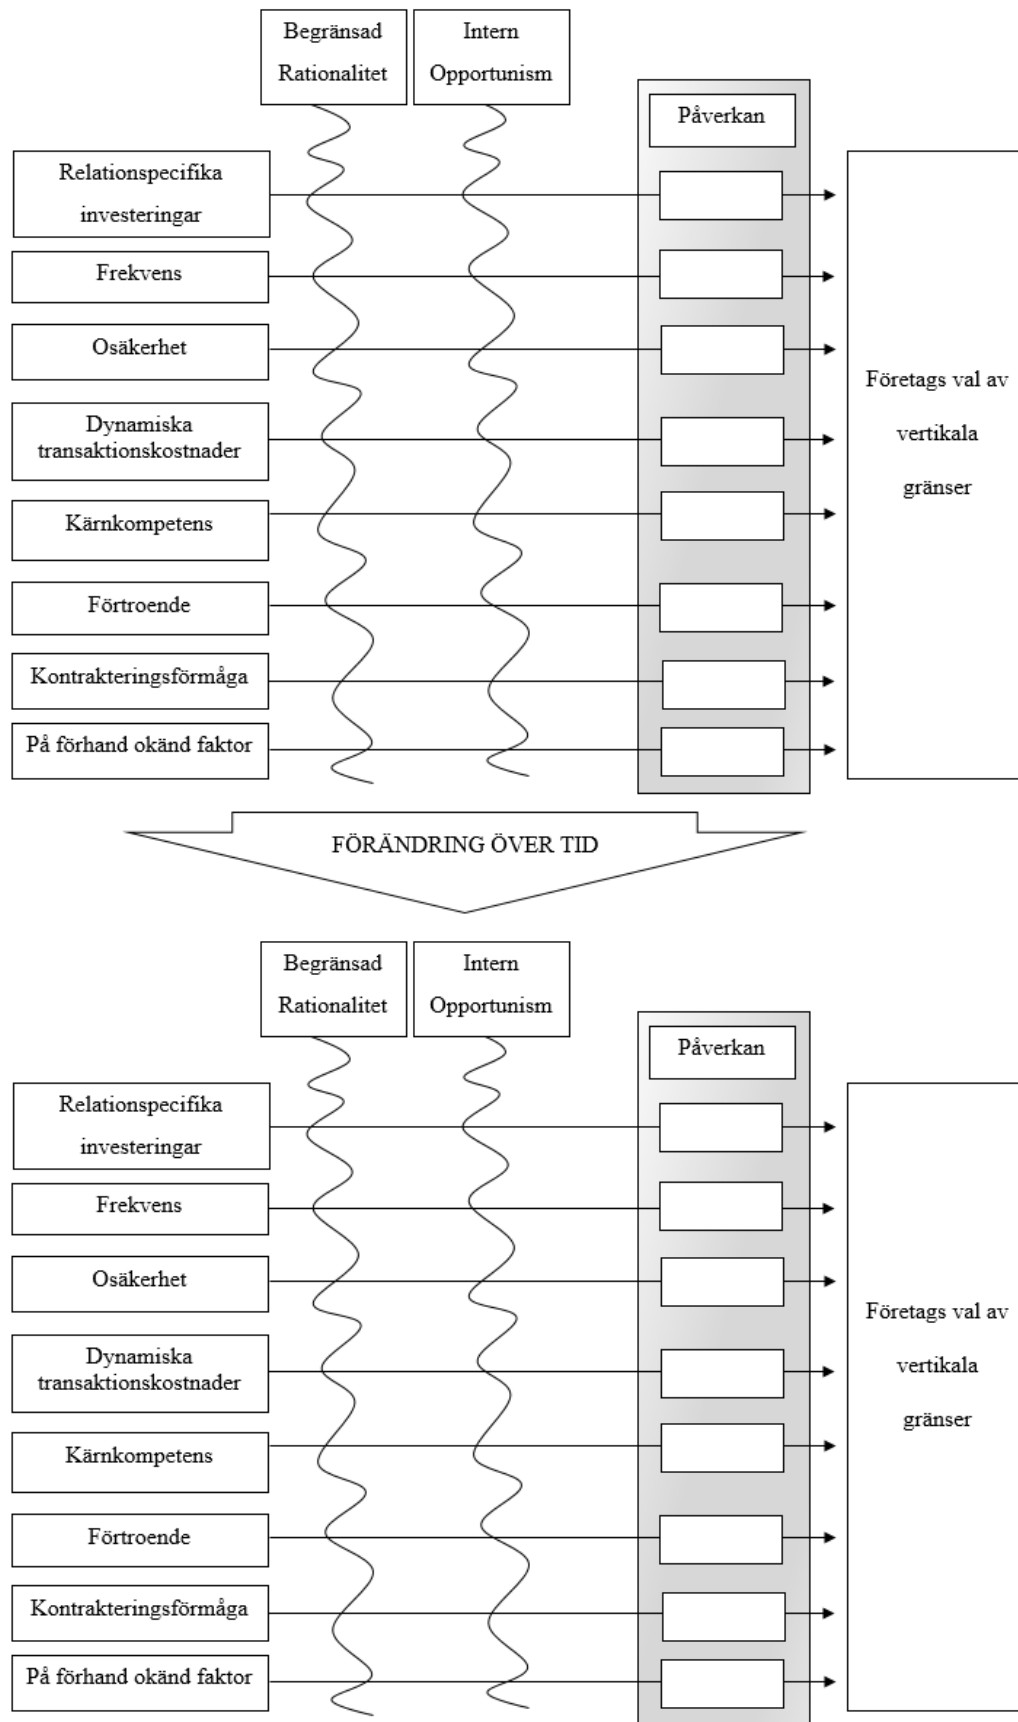 Begränsad
Rationalitet
Intern
Opportunism
Påverkan
Relationspecifika
investeringar
Frekvens
Osäkerhet
Dynamiska
transaktionskostnader
Kärnkompetens
Förtroende
Kontrakteringsförmåga
På förhand okänd faktor
Företags val av
vertikala
gränser
FÖRÄNDRING ÖVER TID
Begränsad
Rationalitet
Intern
Opportunism
Påverkan
Relationspecifika
investeringar
Frekvens
Osäkerhet
Dynamiska
transaktionskostnader
Kärnkompetens
Förtroende
Kontrakteringsförmåga
På förhand okänd faktor
Företags val av
vertikala
gränser